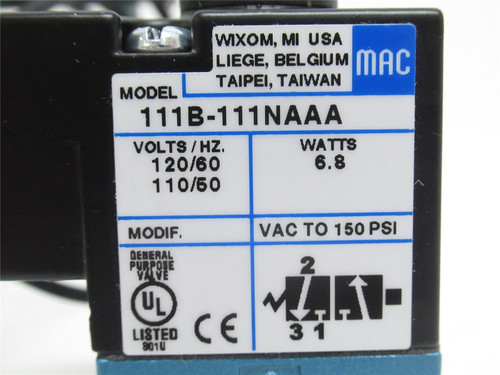 WIXOM, MI USA
LIEGE, BELGIUM
TAIPEI, TAIWAN
MAC
MODEL
111B-111NAAA
VOLTS/HZ.
120/60
110/50
WATTS
6.8
MODIF.
VAC TO 150 PSI
GENERAL
PURPOSE
VALVE
UL
LISTED
801U
CE
2
3 1